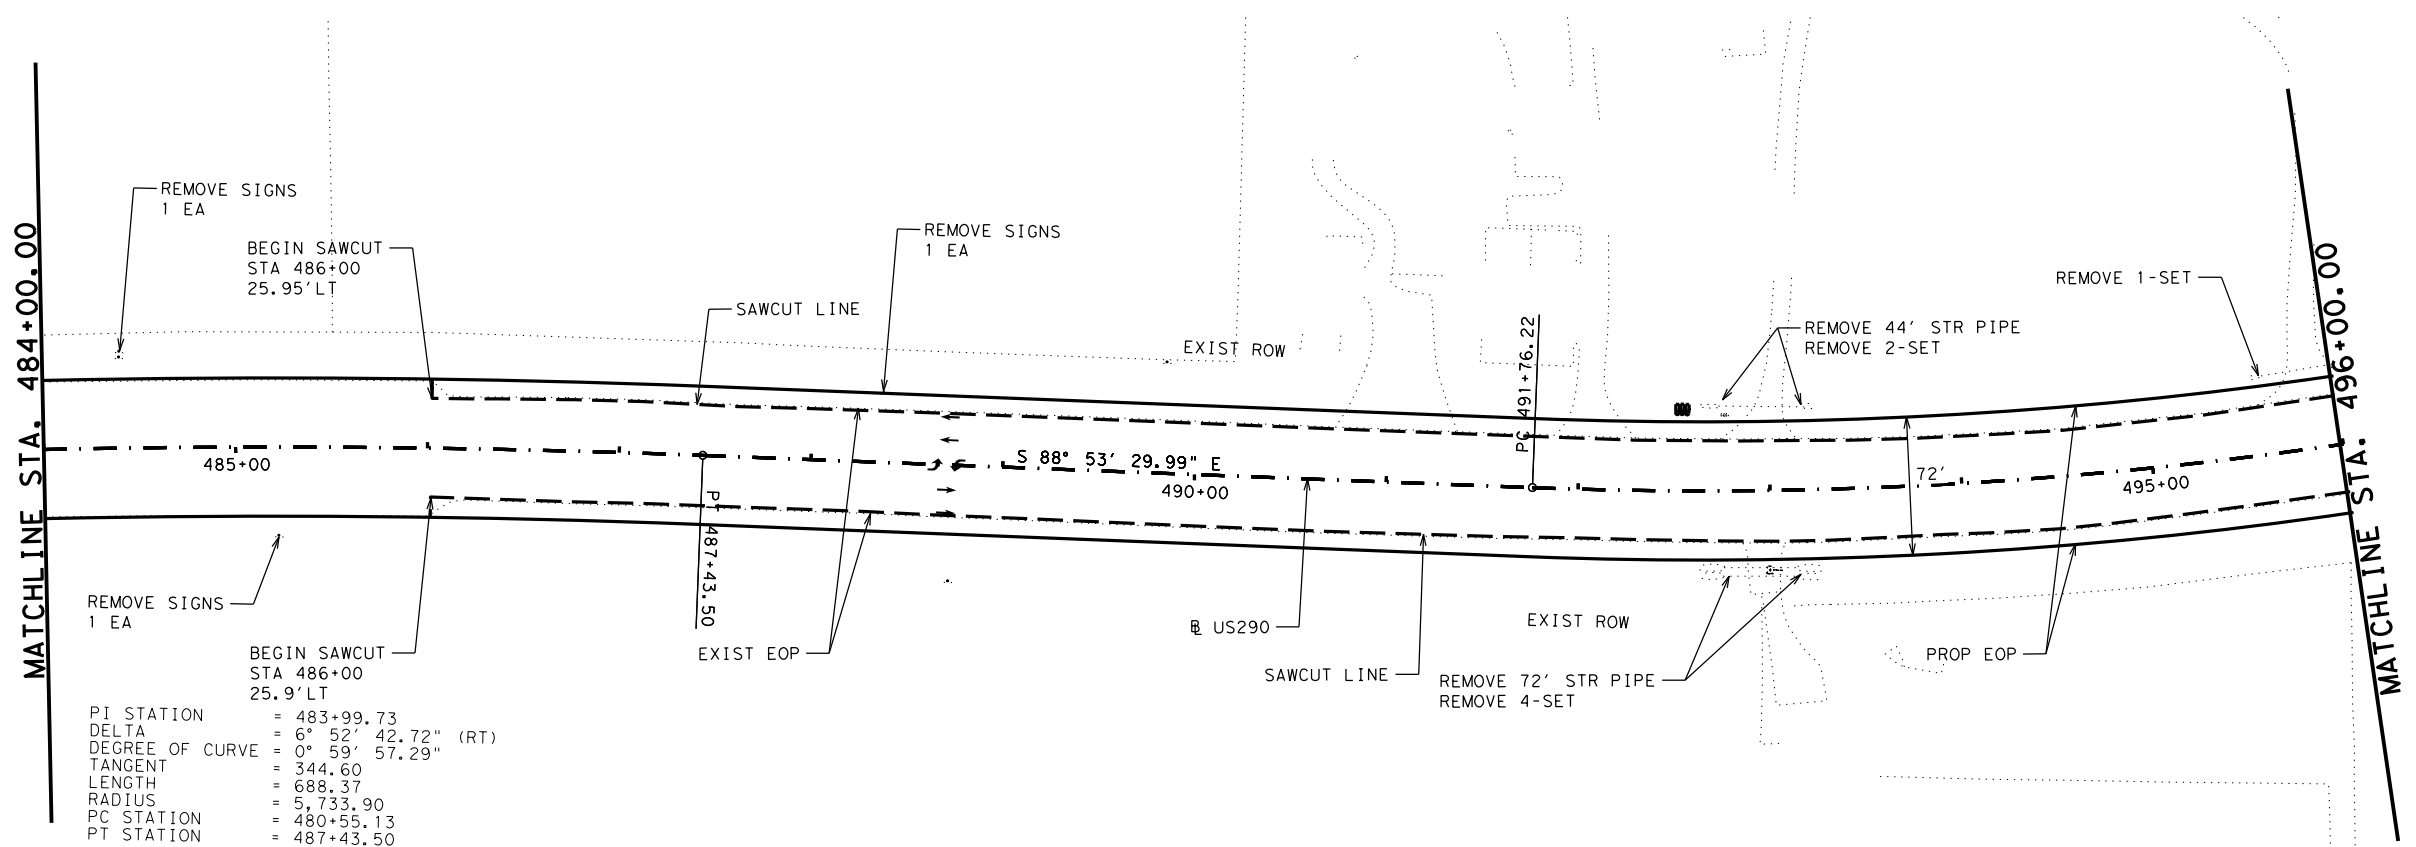 MATCHLINE STA. 484+00.00
REMOVE SIGNS
1 EA
BEGIN SAWCUT
STA 486+00
25.95'LT
SAWCUT LINE
REMOVE SIGNS
1 EA
EXIST ROW
PC 491+76.22
REMOVE 44' STR PIPE
REMOVE 2-SET
REMOVE 1-SET
MATCHLINE STA. 496+00.00
485+00
PT 487+43.50
S 88° 53' 29.99" E
490+00
72'
495+00
REMOVE SIGNS
1 EA
BEGIN SAWCUT
STA 486+00
25.9'LT
EXIST EOP
BL US290
SAWCUT LINE
EXIST ROW
REMOVE 72' STR PIPE
REMOVE 4-SET
PROP EOP
PI STATION = 483+99.73
DELTA = 6° 52' 42.72" (RT)
DEGREE OF CURVE = 0° 59' 57.29"
TANGENT = 344.60
LENGTH = 688.37
RADIUS = 5,733.90
PC STATION = 480+55.13
PT STATION = 487+43.50